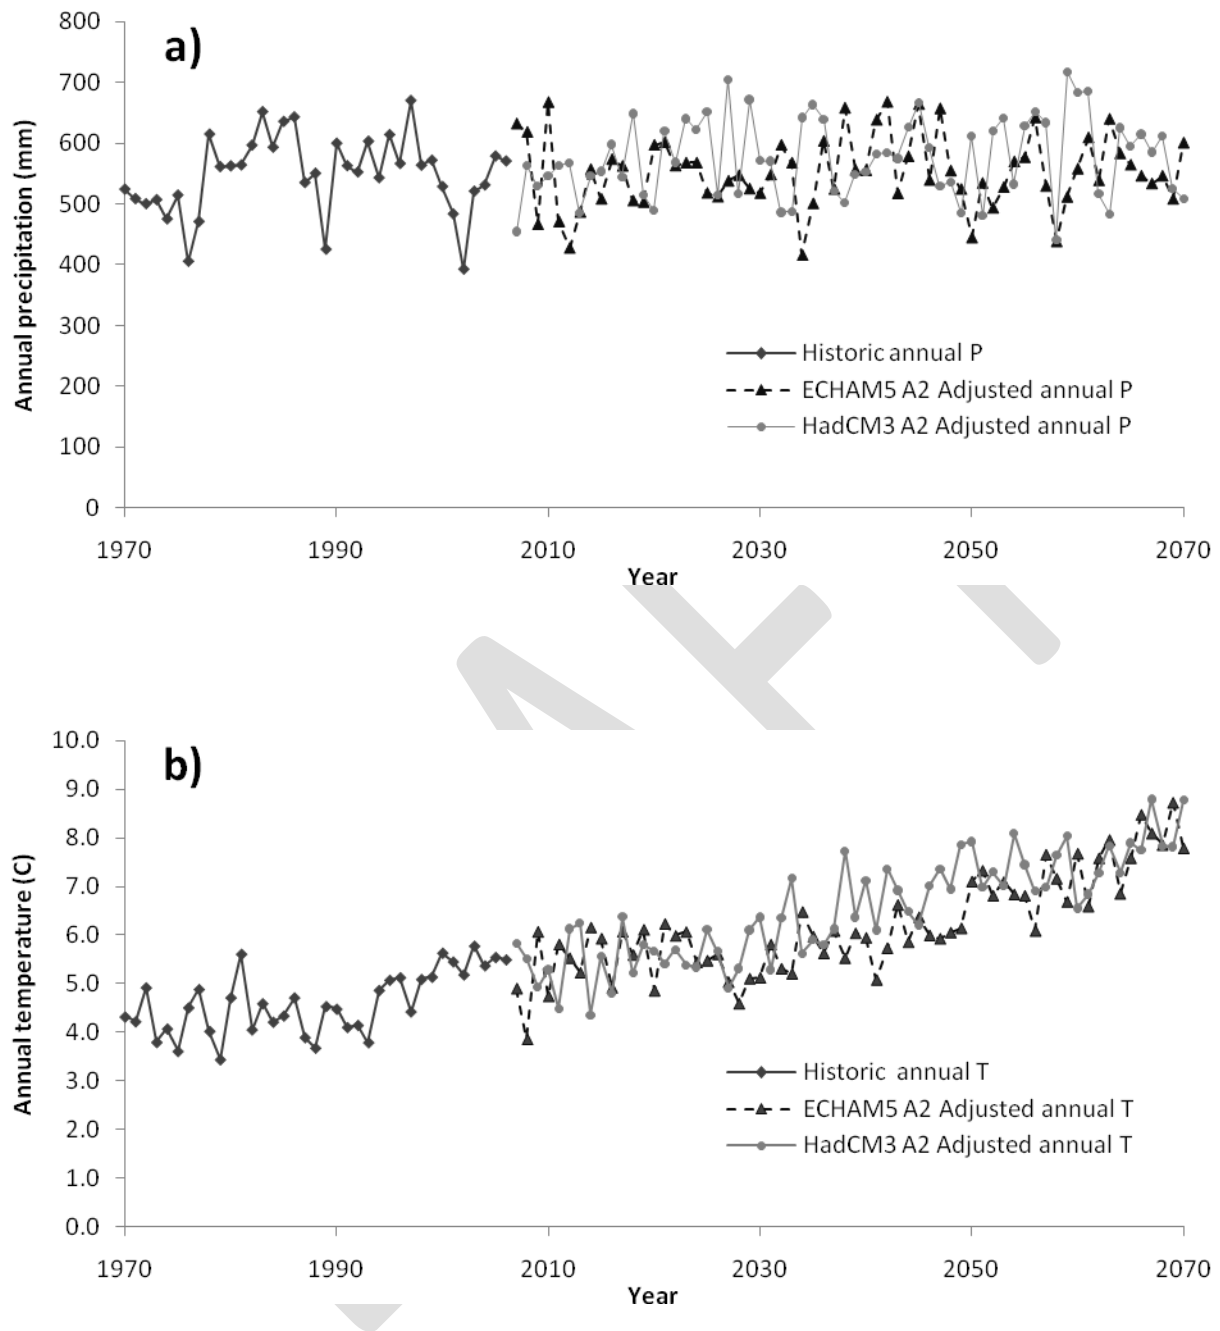 a)
800
700
600
500
400
300
200
100
0
Annual precipitation (mm)
Historic annual P
ECHAM5 A2 Adjusted annual P
HadCM3 A2 Adjusted annual P
1970 1990 2010 2030 2050 2070
Year
b)
10.0
9.0
8.0
7.0
6.0
5.0
4.0
3.0
2.0
1.0
0.0
Annual temperature (C)
Historic annual T
ECHAM5 A2 Adjusted annual T
HadCM3 A2 Adjusted annual T
1970 1990 2010 2030 2050 2070
Year